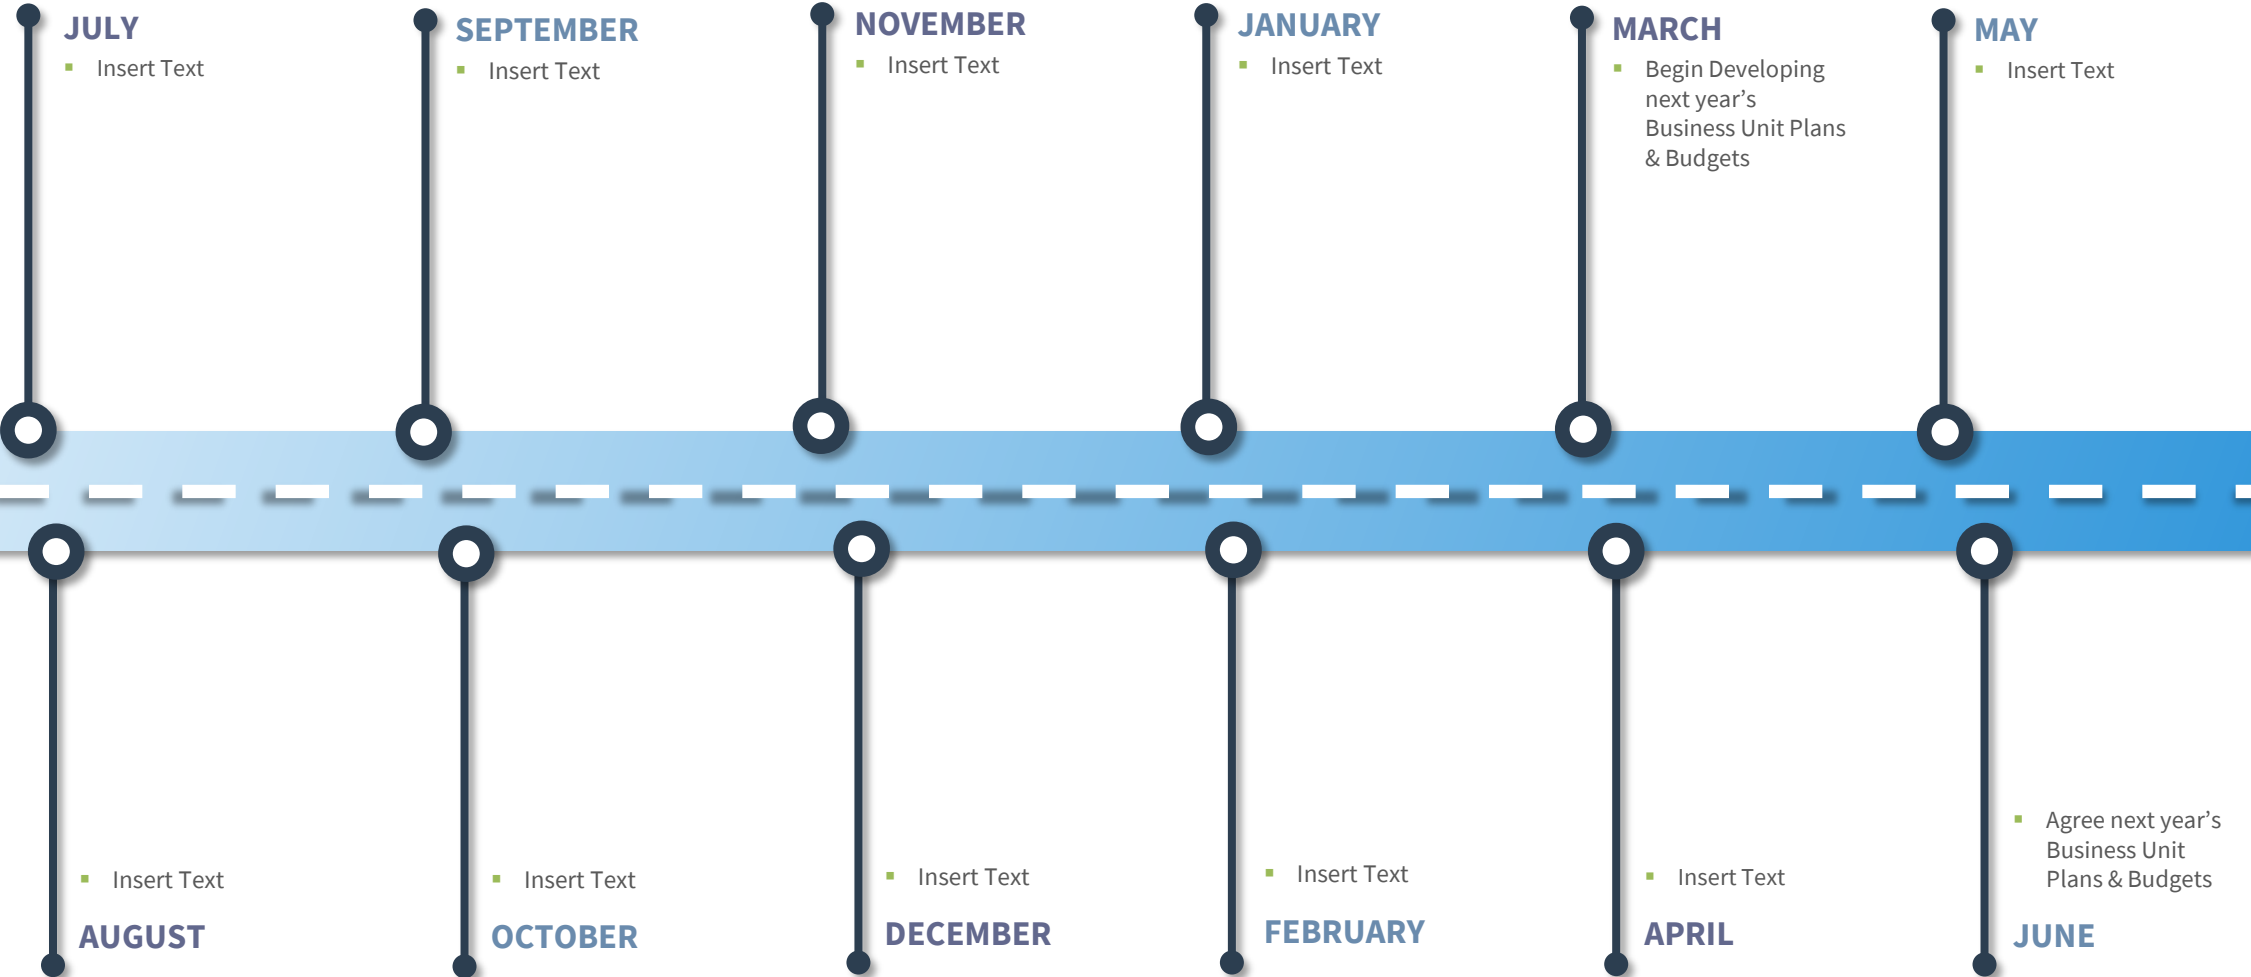 JULY
Insert Text
SEPTEMBER
Insert Text
NOVEMBER
Insert Text
JANUARY
Insert Text
MARCH
Begin Developing
next year’s
Business Unit Plans
& Budgets
MAY
Insert Text
Insert Text
AUGUST
Insert Text
OCTOBER
Insert Text
DECEMBER
Insert Text
FEBRUARY
Insert Text
APRIL
Agree next year’s
Business Unit
Plans & Budgets
JUNE